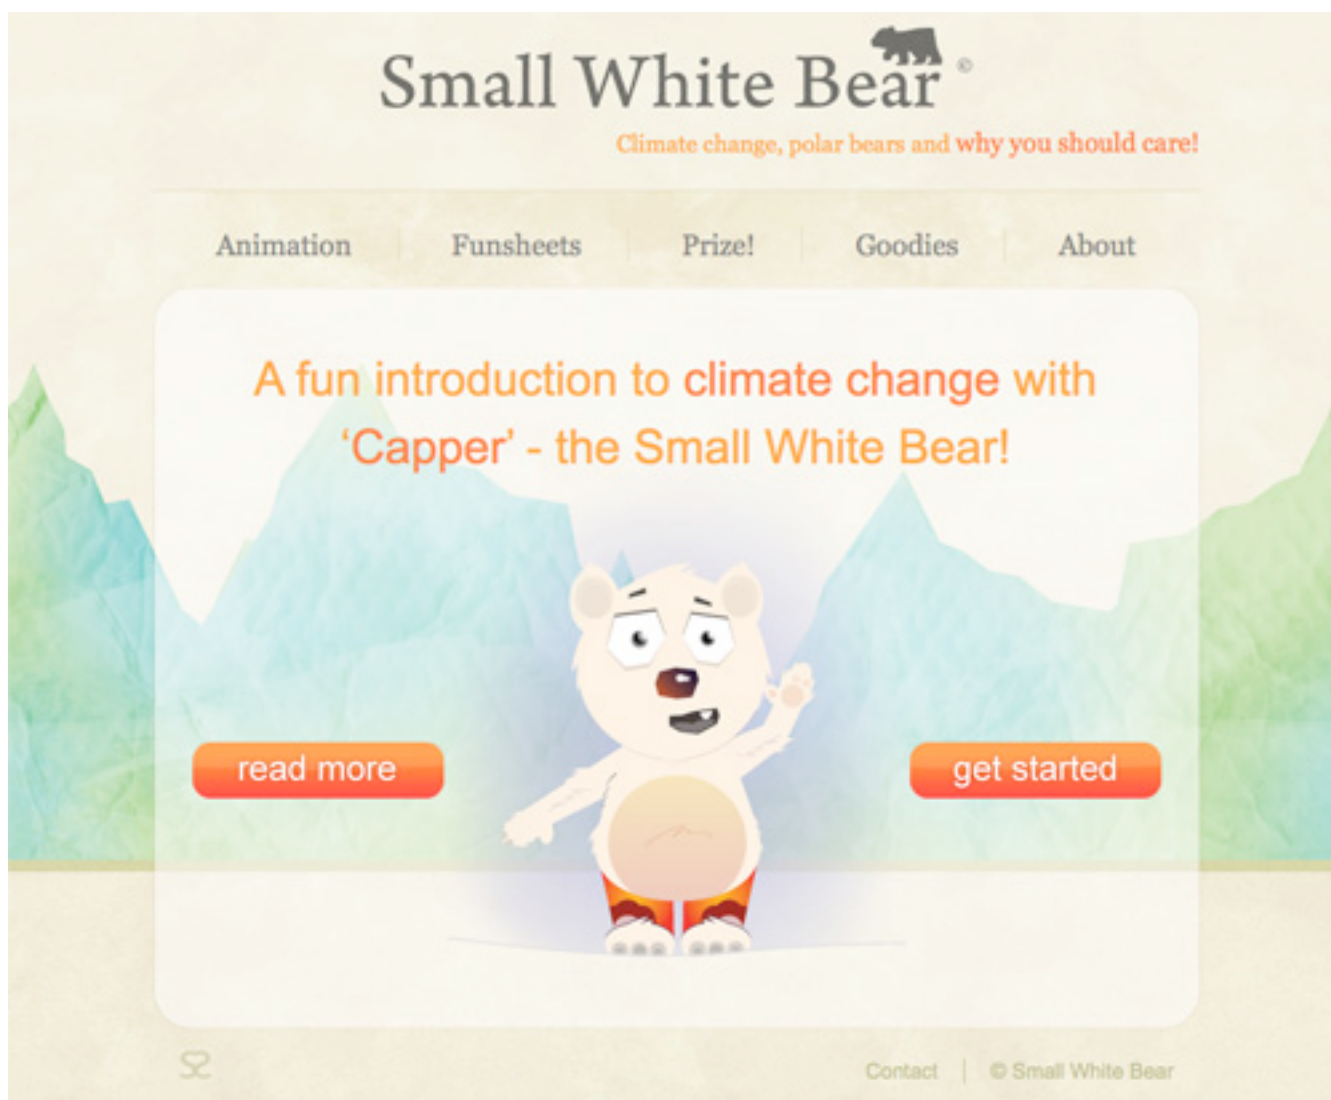 Small White Bear ©
Climate change, polar bears and why you should care!
Animation Funsheets Prize! Goodies About
A fun introduction to climate change with
‘Capper’ - the Small White Bear!
read more get started
Contact | © Small White Bear